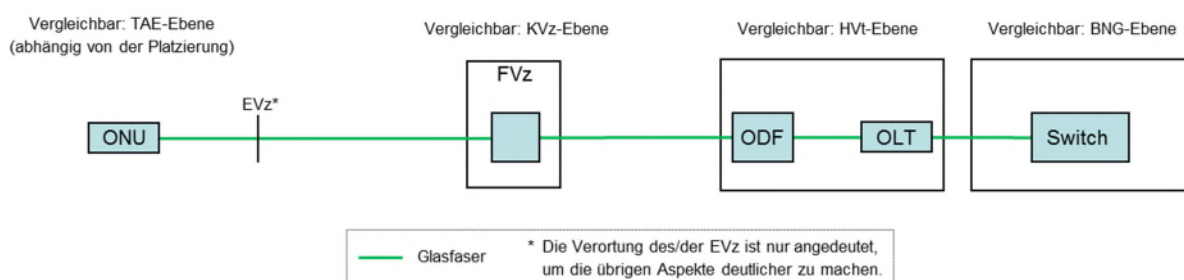 Vergleichbar: TAE-Ebene
(abhängig von der Platzierung)
Vergleichbar: KVz-Ebene
Vergleichbar: HVt-Ebene
Vergleichbar: BNG-Ebene
FVz
EVz*
ONU
ODF
OLT
Switch
Glasfaser
* Die Verortung des/der EVz ist nur angedeutet,
um die übrigen Aspekte deutlicher zu machen.